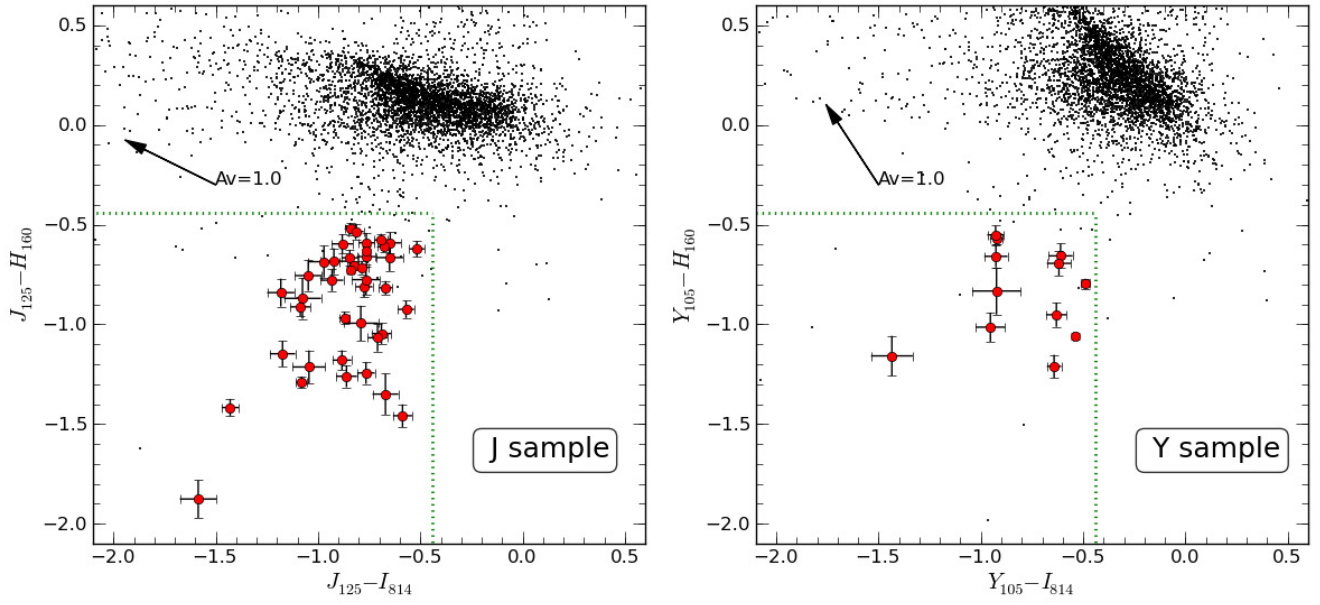 0.5
0.0
−0.5
−1.0
−1.5
−2.0
J₁₂₅−H₁₆₀
Av=1.0
J sample
−2.0 −1.5 −1.0 −0.5 0.0 0.5
J₁₂₅−I₈₁₄
0.5
0.0
−0.5
−1.0
−1.5
−2.0
Y₁₀₅−H₁₆₀
Av=1.0
Y sample
−2.0 −1.5 −1.0 −0.5 0.0 0.5
Y₁₀₅−I₈₁₄